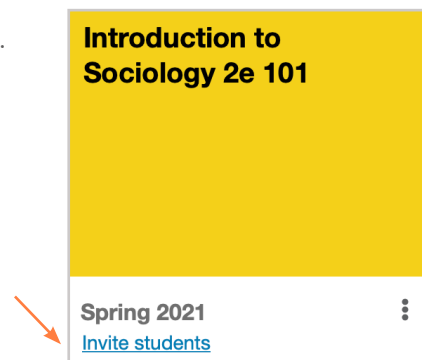 Introduction to
Sociology 2e 101
Spring 2021
Invite students